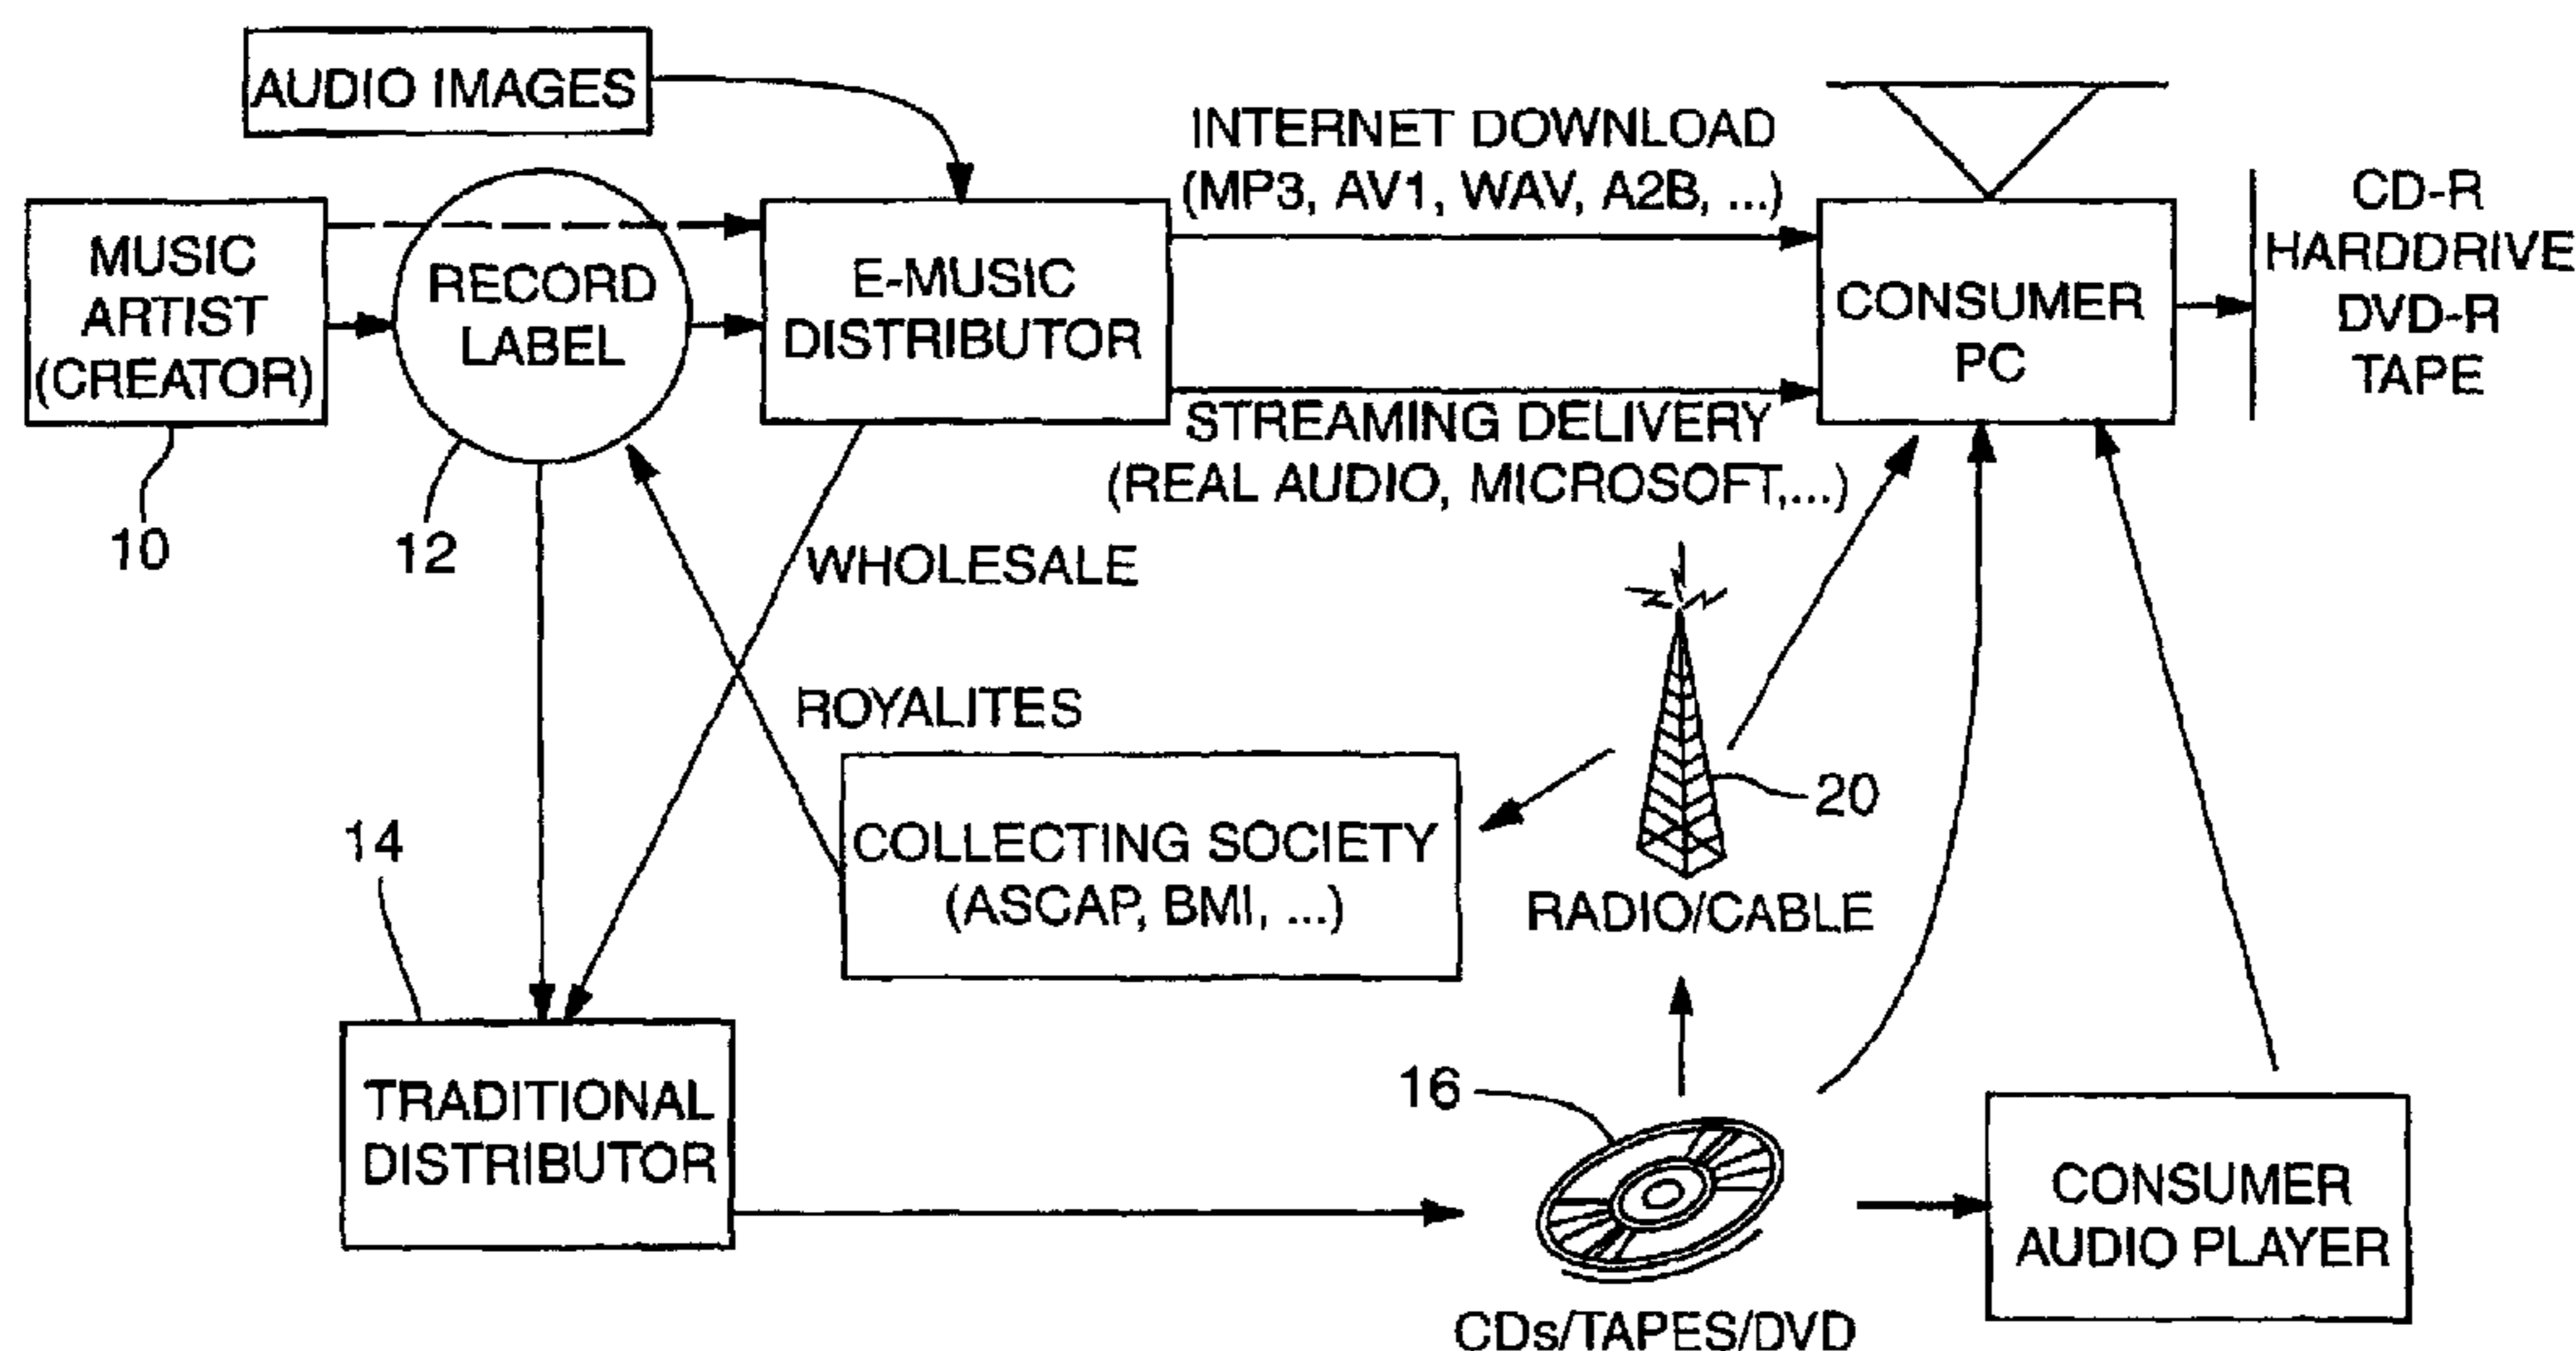 AUDIO IMAGES
MUSIC
ARTIST
(CREATOR)
10
RECORD
LABEL
12
E-MUSIC
DISTRIBUTOR
INTERNET DOWNLOAD
(MP3, AV1, WAV, A2B, ...)
STREAMING DELIVERY
(REAL AUDIO, MICROSOFT,...)
CONSUMER
PC
CD-R
HARDDRIVE
DVD-R
TAPE
WHOLESALE
ROYALITES
COLLECTING SOCIETY
(ASCAP, BMI, ...)
20
RADIO/CABLE
14
TRADITIONAL
DISTRIBUTOR
16
CDs/TAPES/DVD
CONSUMER
AUDIO PLAYER